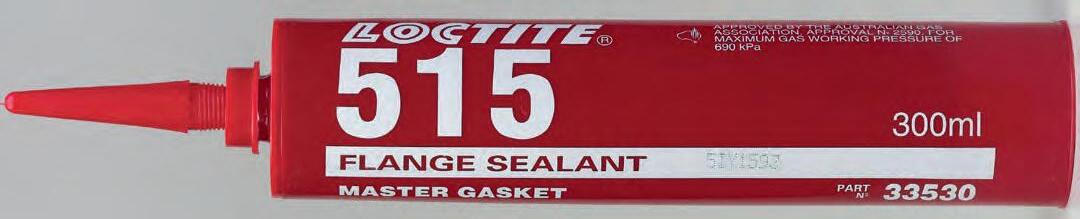 LOCTITE®
515
FLANGE SEALANT
MASTER GASKET
APPROVED BY THE AUSTRALIAN GAS
ASSOCIATION, APPROVAL No 2590, FOR
MAXIMUM GAS WORKING PRESSURE OF
690 kPa
300ml
5IY1593
PART No 33530